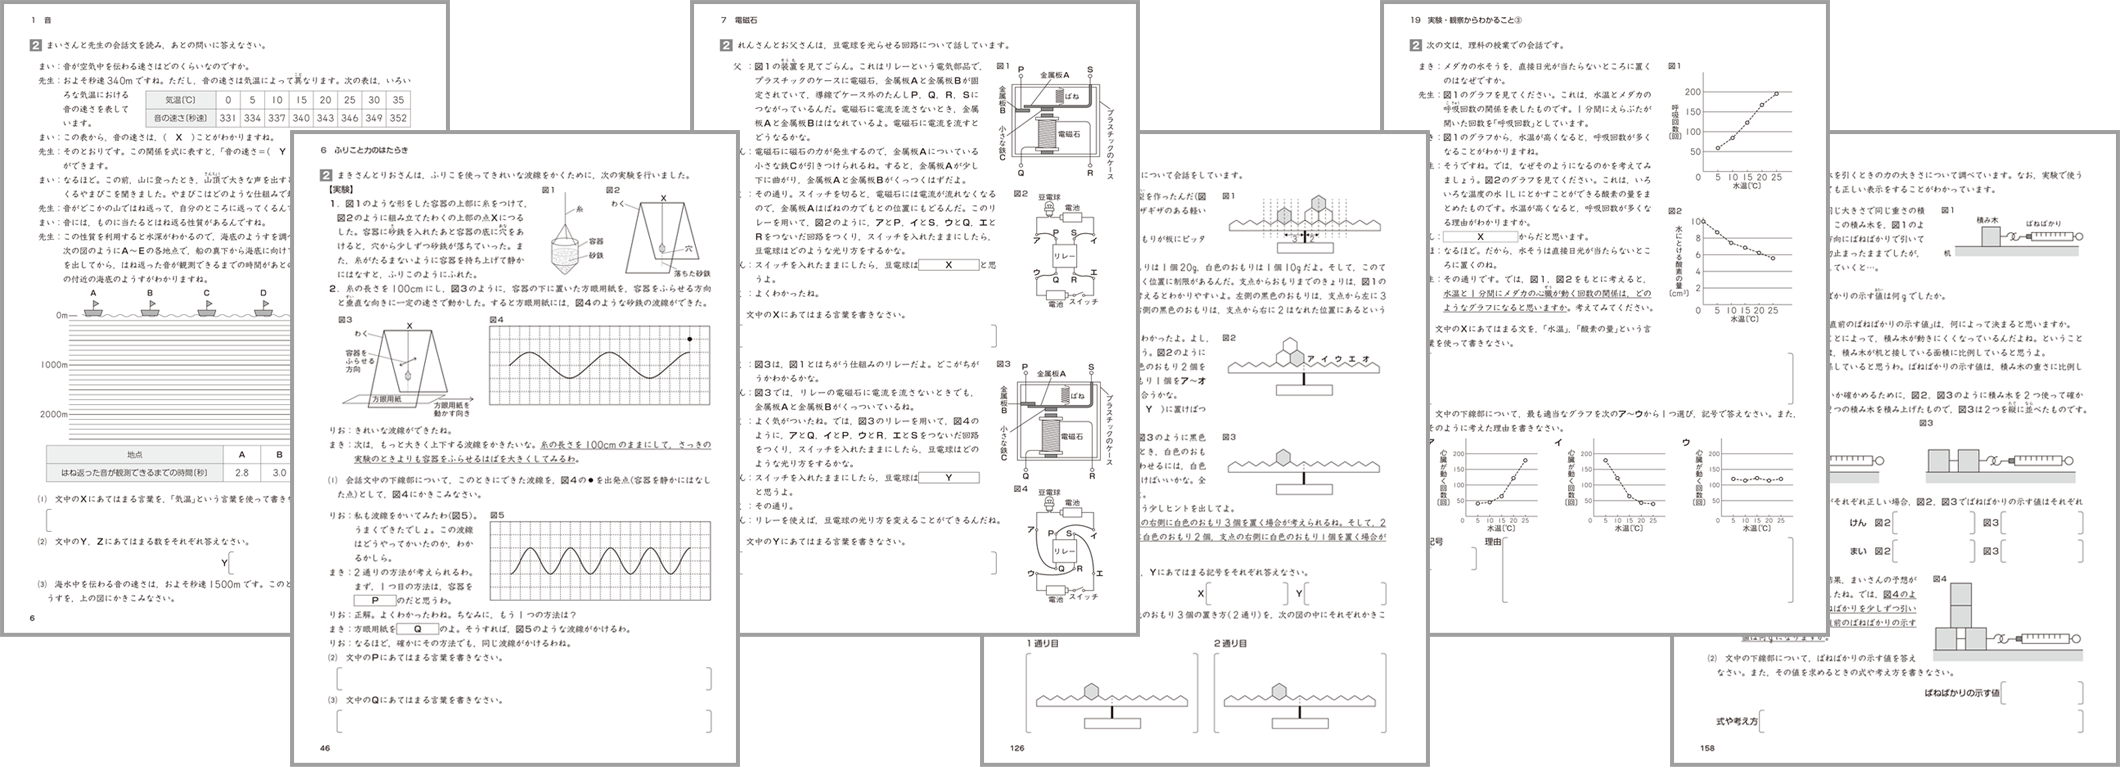 1 音
2 まいさんと先生の会話文を読み，あとの問いに答えなさい。
まい：音が空気中を伝わる速さはどのくらいなのですか。
先生：およそ秒速340mですね。ただし，音の速さは気温によって異なります。次の表は，いろい
ろな気温における
音の速さを表して
います。
気温〔℃〕 0 5 10 15 20 25 30 35
音の速さ〔秒速〕 331 334 337 340 343 346 349 352
まい：この表から，音の速さは，（ X ）ことがわかりますね。
先生：そのとおりです。この関係を式に表すと，「音の速さ＝（ Y
ができます。
まい：なるほど。この前，山に登ったとき，山頂で大きな声を出すと
くるやまびこを聞きました。やまびこはどのような仕組みで
先生：音がどこかの山ではね返って，自分のところに返ってくるんで
まい：音には，ものに当たるとはね返る性質があるんですね。
先生：この性質を利用すると水深がわかるので，海底のようすを調べ
次の図のようにA～Eの各地点で，船の真下から海底に向けて
を出してから，はね返った音が観測できるまでの時間があとの
の付近の海底のようすがわかりますね。
A B C D
0m
1000m
2000m
地点 A B
はね返った音が観測できるまでの時間〔秒〕 2.8 3.0
(1) 文中のXにあてはまる言葉を，「気温」という言葉を使って書き
(2) 文中のY，Zにあてはまる数をそれぞれ答えなさい。
Y
(3) 海水中を伝わる音の速さは，およそ秒速1500mです。このと
うすを，上の図にかきこみなさい。
6
6 ふりこと力のはたらき
2 まきさんとりおさんは，ふりこを使ってきれいな波線をかくために，次の実験を行いました。
【実験】
1．図1のような形をした容器の上部に糸をつけて，
図2のように組み立てたわくの上部の点Xにつる
した。容器に砂鉄を入れたあと容器の底に穴をあ
けると，穴から少しずつ砂鉄が落ちていった。ま
た，糸がたるまないように容器を持ち上げて静か
にはなすと，ふりこのようにふれた。
図1
糸
容器
砂鉄
図2
わく
X
穴
落ちた砂鉄
2．糸の長さを100cmにし，図3のように，容器の下に置いた方眼用紙を，容器をふらせる方向
と垂直な向きに一定の速さで動かした。すると方眼用紙には，図4のような砂鉄の波線ができた。
図3
わく
X
容器を
ふらせる
方向
方眼用紙
方眼用紙を
動かす向き
図4
りお：きれいな波線ができたね。
まき：次は，もっと大きく上下する波線をかきたいな。糸の長さを100cmのままにして，さっきの
実験のときよりも容器をふらせるはばを大きくしてみるわ。
(1) 会話文中の下線部について，このときにできた波線を，図4の●を出発点(容器を静かにはなし
た点)として，図4にかきこみなさい。
りお：私も波線をかいてみたわ(図5)。
うまくできたでしょ。この波線
はどうやってかいたのか，わか
るかしら。
まき：2通りの方法が考えられるわ。
まず，1つ目の方法は，容器を
P のだと思うわ。
図5
りお：正解。よくわかったわね。ちなみに，もう1つの方法は？
まき：方眼用紙を Q のよ。そうすれば，図5のような波線がかけるわ。
りお：なるほど，確かにその方法でも，同じ波線がかけるわね。
(2) 文中のPにあてはまる言葉を書きなさい。
(3) 文中のQにあてはまる言葉を書きなさい。
46
7 電磁石
2 れんさんとお父さんは，豆電球を光らせる回路について話しています。
父：図1の装置を見てごらん。これはリレーという電気部品で，
プラスチックのケースに電磁石，金属板Aと金属板Bが固
定されていて，導線でケース外のたんしP，Q，R，Sに
つながっているんだ。電磁石に電流を流さないとき，金属
板Aと金属板Bははなれているよ。電磁石に電流を流すと
どうなるかな。
ん：電磁石に磁石の力が発生するので，金属板Aについている
小さな鉄Cが引きつけられるね。すると，金属板Aが少し
下に曲がり，金属板Aと金属板Bがくっつくはずだよ。
：その通り。スイッチを切ると，電磁石には電流が流れなくなる
ので，金属板Aはばねの力でもとの位置にもどるんだ。このリ
レーを用いて，図2のように，アとP，イとS，ウとQ，エと
Rをつないだ回路をつくり，スイッチを入れたままにしたら，
豆電球はどのような光り方をするかな。
ん：スイッチを入れたままにしたら，豆電球は X と思
うよ。
：よくわかったね。
文中のXにあてはまる言葉を書きなさい。
図1
P S
金属板A
金属板B
ばね
小さな鉄C
電磁石
プラスチックのケース
Q R
図2
豆電球
電池
P S
ア イ
リレー
ウ エ
Q R
電池 スイッチ
：図3は，図1とはちがう仕組みのリレーだよ。どこがちが
うかわかるかな。
ん：図3では，リレーの電磁石に電流を流さないときでも，
金属板Aと金属板Bがくっついているね。
：よく気がついたね。では，図3のリレーを用いて，図4の
ように，アとQ，イとP，ウとR，エとSをつないだ回路
をつくり，スイッチを入れたままにしたら，豆電球はどの
ような光り方をするかな。
ん：スイッチを入れたままにしたら，豆電球は Y
と思うよ。
：その通り。
ん：リレーを使えば，豆電球の光り方を変えることができるんだね。
文中のYにあてはまる言葉を書きなさい。
図3
P S
金属板A
金属板B
ばね
小さな鉄C
電磁石
プラスチックのケース
Q R
図4
豆電球
電池
ア イ
P S
リレー
Q R
ウ エ
電池 スイッチ
について会話をしています。
を作ったんだ(図
ザギザのある軽い
もりが板にピッタ
りは1個20g，白色のおもりは1個10gだよ。そして，このて
く位置に制限があるんだ。支点からおもりまでのきょりは，図1の
考えるとわかりやすいよ。左側の黒色のおもりは，支点から左に3
右側の黒色のおもりは，支点から右に2はなれた位置にあるという
図1
3 2
わかったよ。よし，
う。図2のように
色のおもり2個を
もり1個をア～オ
合うかな。
Y ）に置けばつ
図2
ア イ ウ エ オ
図3のように黒色
とき，白色のおも
わせるには，白色
けばいいかな。全
図3
う少しヒントを出してよ。
の右側に白色のおもり3個を置く場合が考えられるね。そして，2
白色のおもり2個，支点の右側に白色のおもり1個を置く場合が
，Yにあてはまる記号をそれぞれ答えなさい。
X Y
色のおもり3個の置き方(2通り)を，次の図の中にそれぞれかきこ
1通り目 2通り目
126
19 実験・観察からわかること③
2 次の文は，理科の授業での会話です。
まき：メダカの水そうを，直接日光が当たらないところに置く
のはなぜですか。
先生：図1のグラフを見てください。これは，水温とメダカの
呼吸回数の関係を表したものです。1分間にえらぶたが
開いた回数を「呼吸回数」としています。
き：図1のグラフから，水温が高くなると，呼吸回数が多く
なることがわかりますね。
生：そうですね。では，なぜそのようになるのかを考えてみ
ましょう。図2のグラフを見てください。これは，いろ
いろな温度の水1Lにとかすことができる酸素の量をま
とめたものです。水温が高くなると，呼吸回数が多くな
る理由がわかりますか。
： X からだと思います。
：なるほど。だから，水そうは直接日光が当たらないとこ
ろに置くのね。
生：その通りです。では，図1，図2をもとに考えると，
水温と1分間にメダカの心臓が動く回数の関係は，どの
ようなグラフになると思いますか。考えてみてください。
文中のXにあてはまる文を，「水温」，「酸素の量」という言
葉を使って書きなさい。
図1
呼吸回数〔回〕
200
150
100
50
0 5 10 15 20 25
水温〔℃〕
図2
水にとける酸素の量〔cm³〕
10
8
6
4
2
0 5 10 15 20 25
水温〔℃〕
文中の下線部について，最も適当なグラフを次のア～ウから1つ選び，記号で答えなさい。また，
そのように考えた理由を書きなさい。
ア
心臓が動く回数〔回〕
200
150
100
50
0 5 10 15 20 25
水温〔℃〕
イ
心臓が動く回数〔回〕
200
150
100
50
0 5 10 15 20 25
水温〔℃〕
ウ
心臓が動く回数〔回〕
200
150
100
50
0 5 10 15 20 25
水温〔℃〕
記号 理由
を引くときの力の大きさについて調べています。なお，実験で使う
も正しい表示をすることがわかっています。
同じ大きさで同じ重さの積
この積み木を，図1のよ
方向にばねばかりで引いて
止まったままでしたが，
ていくと…。
図1
積み木
ばねばかり
机
ばかりの示す値は何gでしたか。
直前のばねばかりの示す値」は，何によって決まると思いますか。
ことによって，積み木が動きにくくなっているんだよね。ということ
は，積み木が机と接している面積に比例していると思うよ。
していると思うわ。ばねばかりの示す値は，積み木の重さに比例し
いか確かめるために，図2，図3のように積み木を2つ使って確か
2つの積み木を積み上げたもので，図3は2つを縦に並べたものです。
図3
がそれぞれ正しい場合，図2，図3でばねばかりの示す値はそれぞれ
けん 図2 図3
まい 図2 図3
結果，まいさんの予想が
たね。では，図4のよ
ばかりを少しずつ引い
直前のばねばかりの示す
値は何gになりますか。
図4
(2) 文中の下線部について，ばねばかりの示す値を答え
なさい。また，その値を求めるときの式や考え方を書きなさい。
ばねばかりの示す値
式や考え方
158